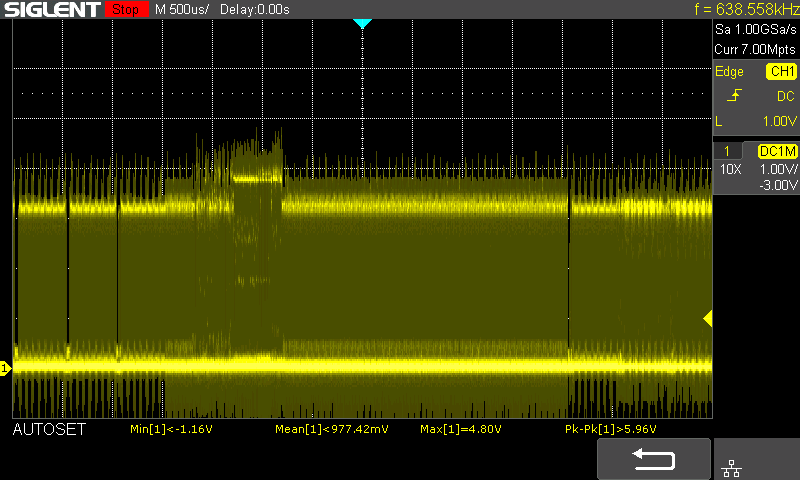 SIGLENT Stop M 500us/ Delay:0.00s f = 638.558kHz
Sa 1.00GSa/s
Curr 7.00Mpts
Edge CH1
DC
L 1.00V
1 DC1M
10X 1.00V/
-3.00V
1
AUTOSET Min[1]<-1.16V Mean[1]<977.42mV Max[1]=4.80V Pk-Pk[1]>5.96V